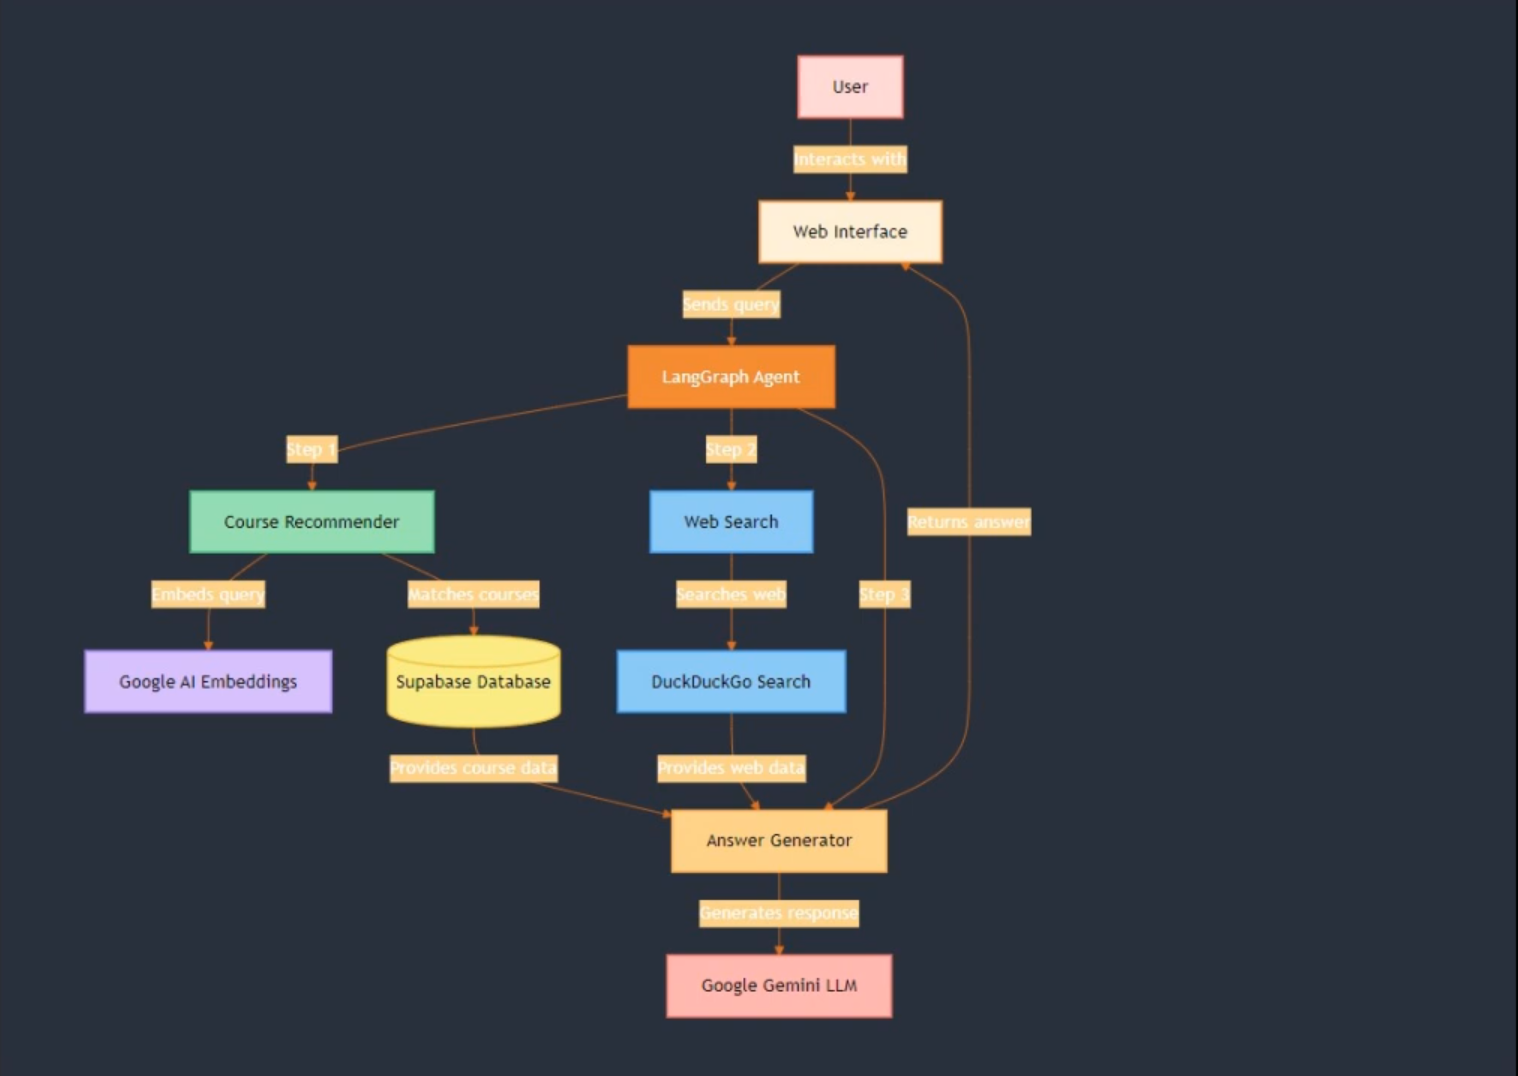 User
Interacts with
Web Interface
Sends query
LangGraph Agent
Step 1
Step 2
Course Recommender
Web Search
Returns answer
Embeds query
Matches courses
Searches web
Step 3
Google AI Embeddings
Supabase Database
DuckDuckGo Search
Provides course data
Provides web data
Answer Generator
Generates response
Google Gemini LLM